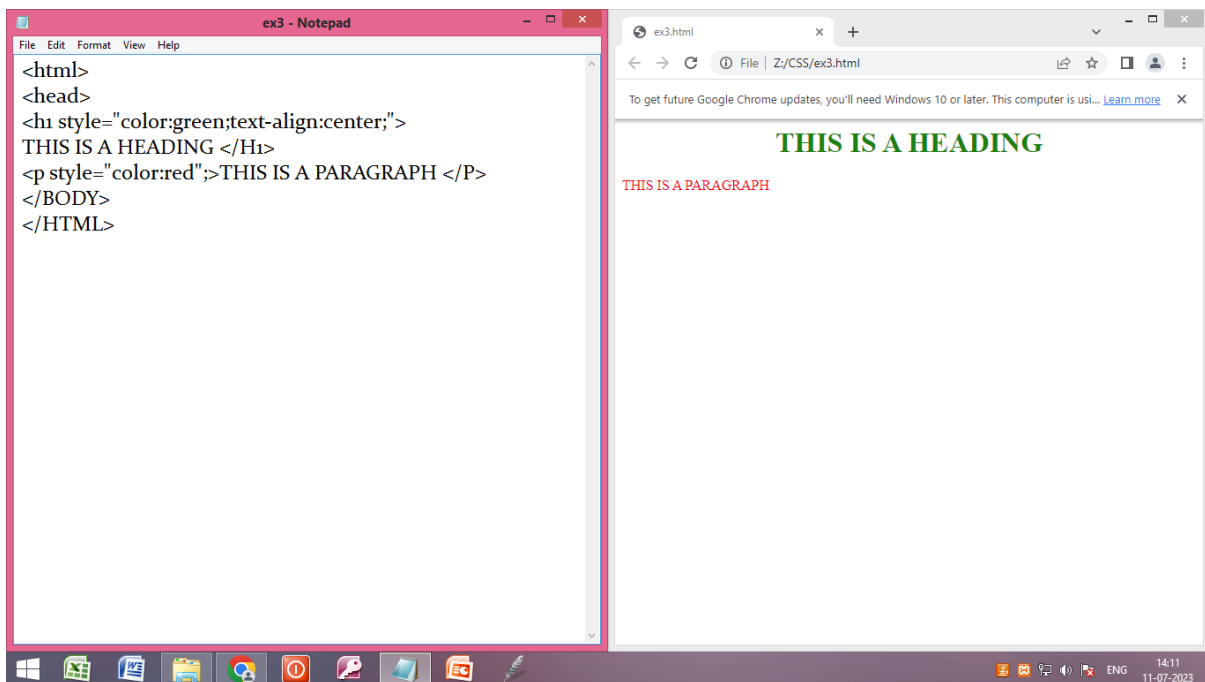 ex3 - Notepad
File Edit Format View Help
<html>
<head>
<h1 style="color:green;text-align:center;">
THIS IS A HEADING </H1>
<p style="color:red";>THIS IS A PARAGRAPH </P>
</BODY>
</HTML>
ex3.html
File | Z:/CSS/ex3.html
To get future Google Chrome updates, you'll need Windows 10 or later. This computer is usi... Learn more
THIS IS A HEADING
THIS IS A PARAGRAPH
ENG
14:11
11-07-2023